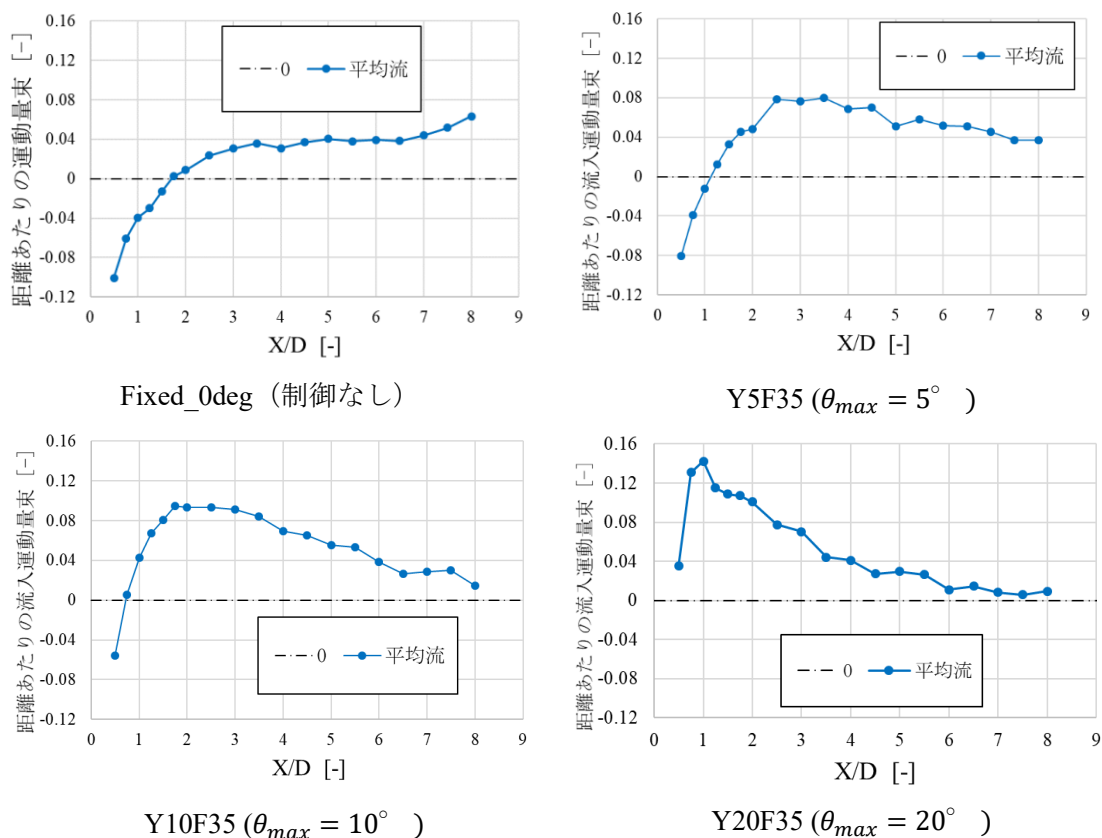 距離あたりの運動量束 [−]
0.16
0.12
0.08
0.04
0
-0.04
-0.08
-0.12
0 平均流
0 1 2 3 4 5 6 7 8 9
X/D [-]
Fixed_0deg（制御なし）
距離あたりの流入運動量束 [−]
0.16
0.12
0.08
0.04
0
-0.04
-0.08
-0.12
0 平均流
0 1 2 3 4 5 6 7 8 9
X/D [-]
Y5F35 (θmax = 5° )
距離あたりの流入運動量束 [−]
0.16
0.12
0.08
0.04
0
-0.04
-0.08
-0.12
0 平均流
0 1 2 3 4 5 6 7 8 9
X/D [-]
Y10F35 (θmax = 10° )
距離あたりの流入運動量束 [−]
0.16
0.12
0.08
0.04
0
-0.04
-0.08
-0.12
0 平均流
0 1 2 3 4 5 6 7 8 9
X/D [-]
Y20F35 (θmax = 20° )